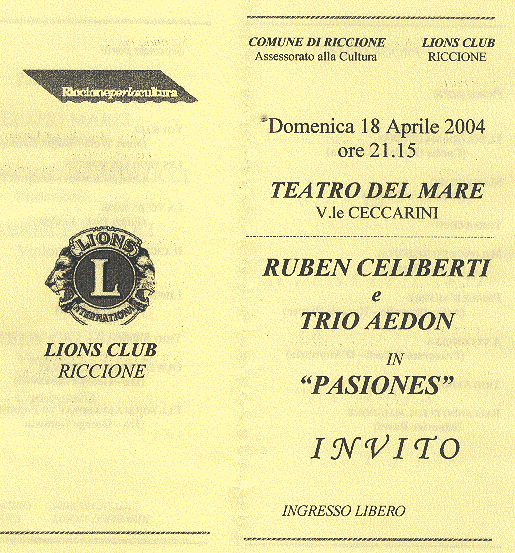 Riccioneperlacultura
LIONS
L
INTERNATIONAL
LIONS CLUB
RICCIONE
COMUNE DI RICCIONE LIONS CLUB
Assessorato alla Cultura RICCIONE
Domenica 18 Aprile 2004
ore 21.15
TEATRO DEL MARE
V.le CECCARINI
RUBEN CELIBERTI
e
TRIO AEDON
IN
“PASIONES”
INVITO
INGRESSO LIBERO